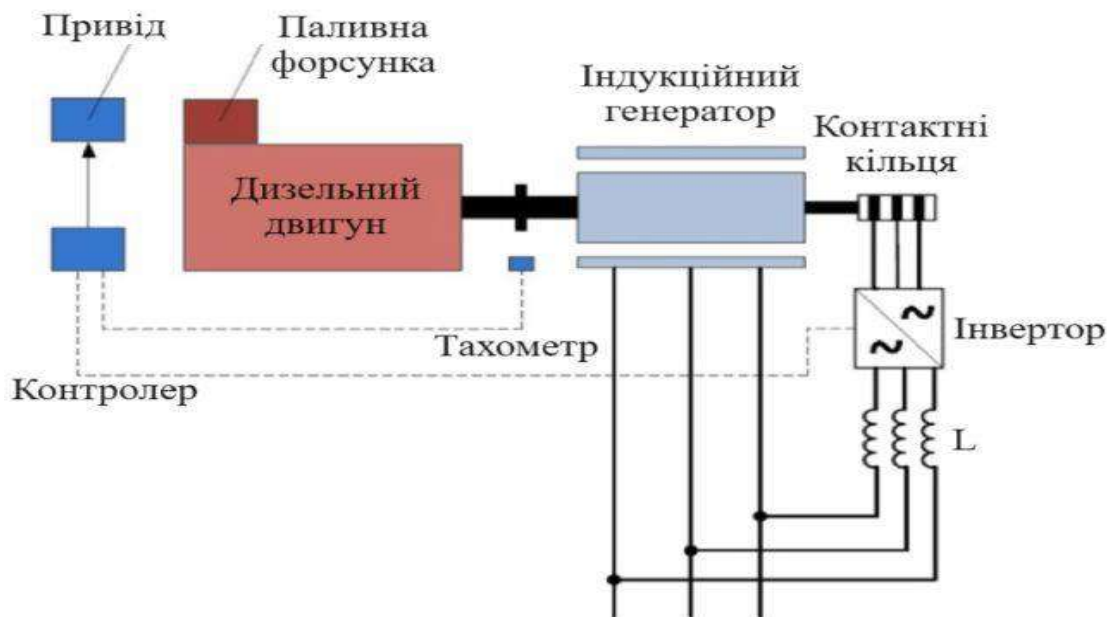 Привід
Паливна
форсунка
Індукційний
генератор
Контактні
кільця
Дизельний
двигун
Інвертор
Тахометр
Контролер
L